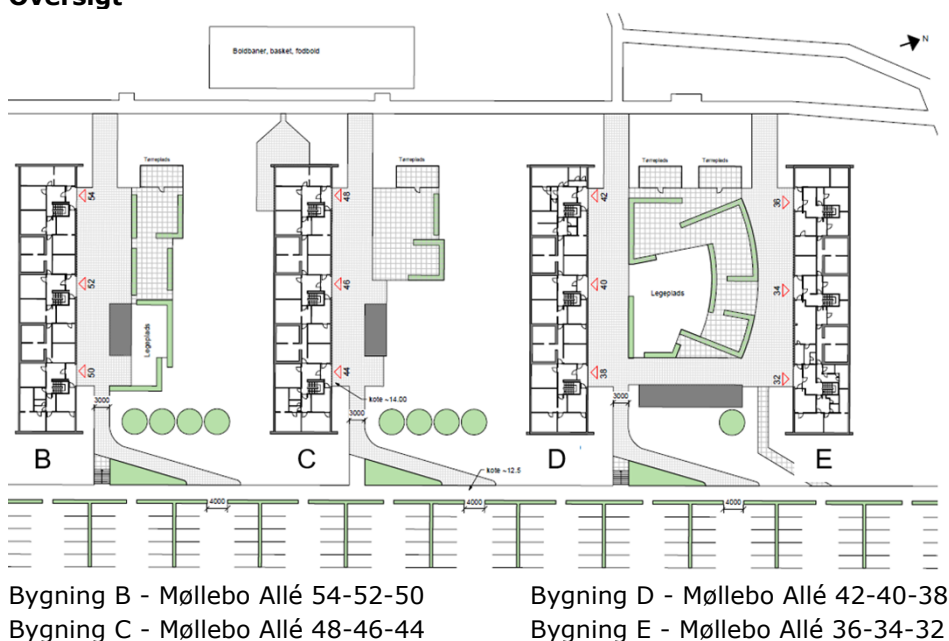 Oversigt
Boldbaner, basket, fodbold
N
Tørreplads
Tørreplads
Tørreplads
Tørreplads
54
48
42
36
52
46
40
34
Legeplads
Legeplads
50
44
38
32
kote ~14.00
3000
3000
3000
B
C
D
E
kote ~12.5
4000
4000
4000
Bygning B - Møllebo Allé 54-52-50
Bygning D - Møllebo Allé 42-40-38
Bygning C - Møllebo Allé 48-46-44
Bygning E - Møllebo Allé 36-34-32